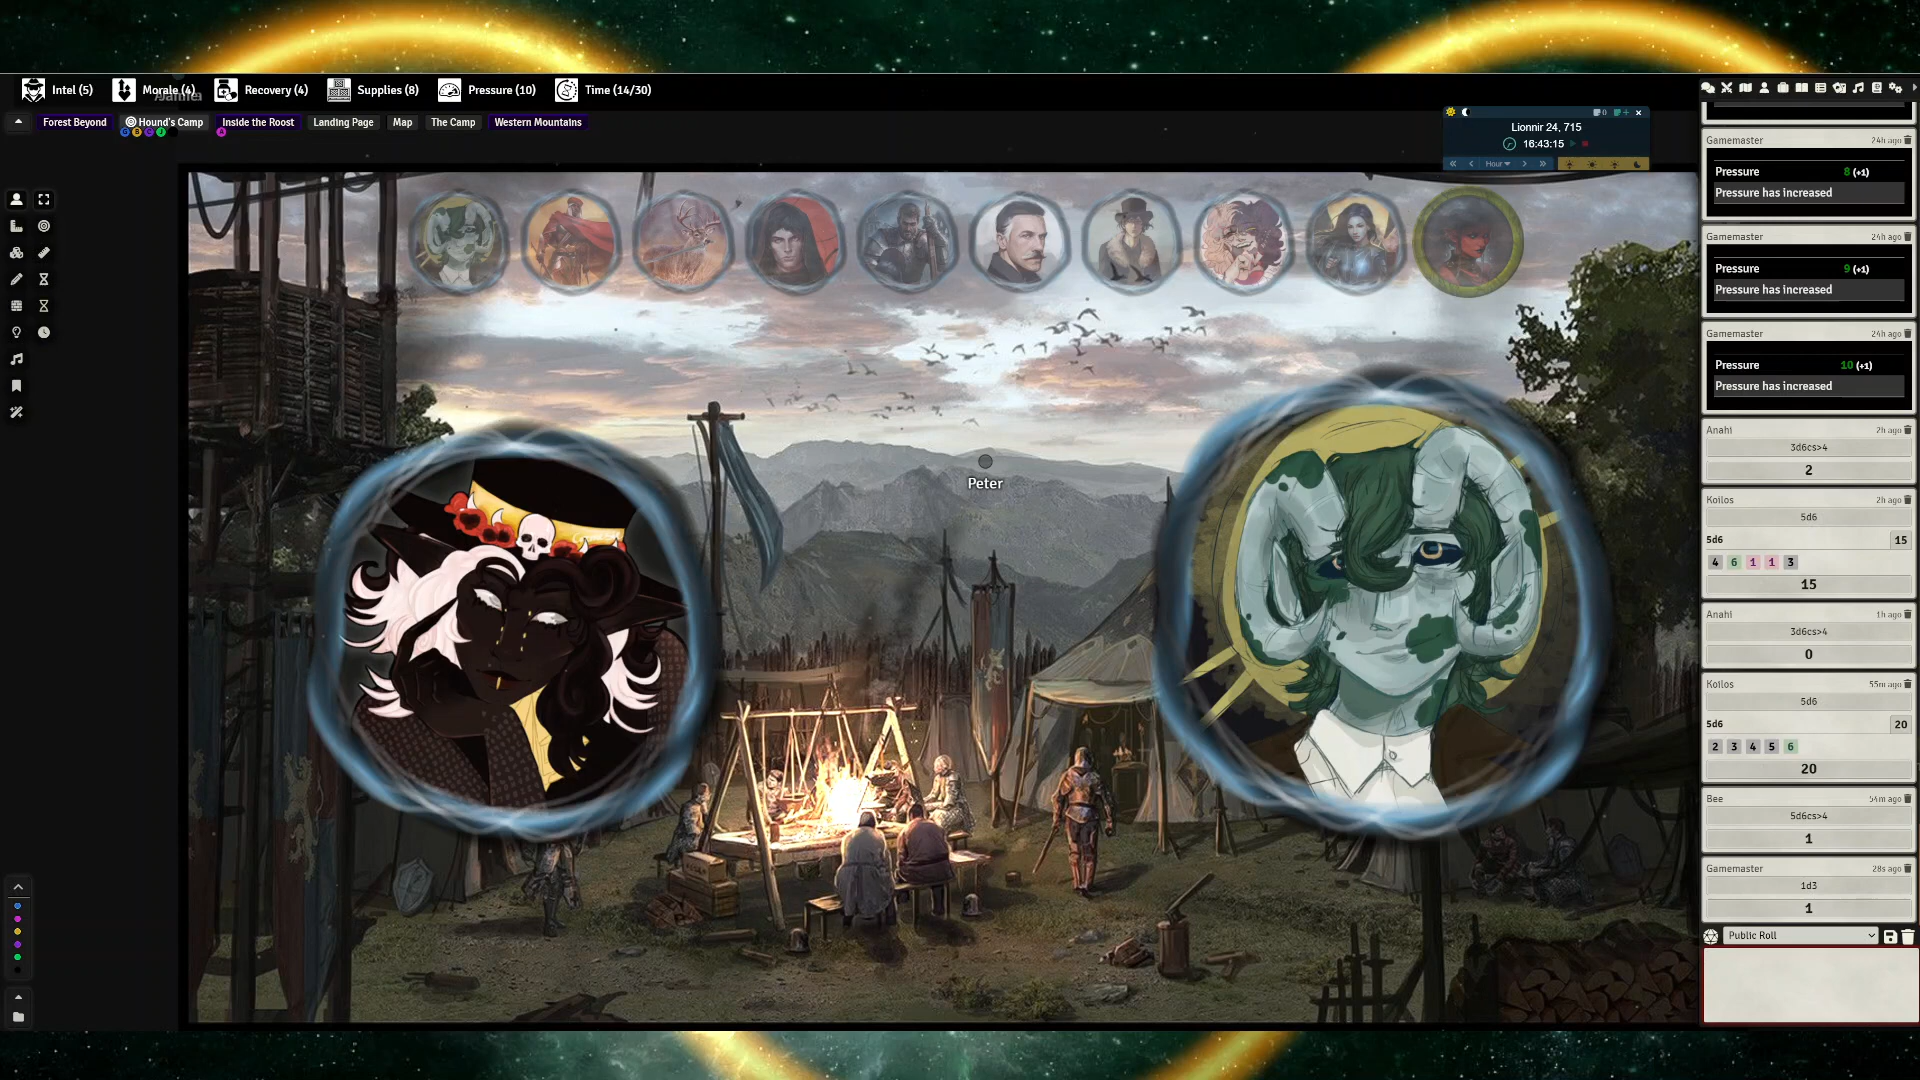 Intel (5)
Morale (4)
Recovery (4)
Supplies (8)
Pressure (10)
Time (14/30)
Forest Beyond
Hound's Camp
Inside the Roost
Landing Page
Map
The Camp
Western Mountains
G
B
C
J
A
0
Lionnir 24, 715
16:43:15
Hour
Peter
Gamemaster 24h ago
Pressure 8 (+1)
Pressure has increased
Gamemaster 24h ago
Pressure 9 (+1)
Pressure has increased
Gamemaster 24h ago
Pressure 10 (+1)
Pressure has increased
Anahi 2h ago
3d6cs>4
2
Koilos 2h ago
5d6
5d6 15
4 6 1 1 3
15
Anahi 1h ago
3d6cs>4
0
Koilos 55m ago
5d6
5d6 20
2 3 4 5 6
20
Bee 54m ago
5d6cs>4
1
Gamemaster 28s ago
1d3
1
Public Roll